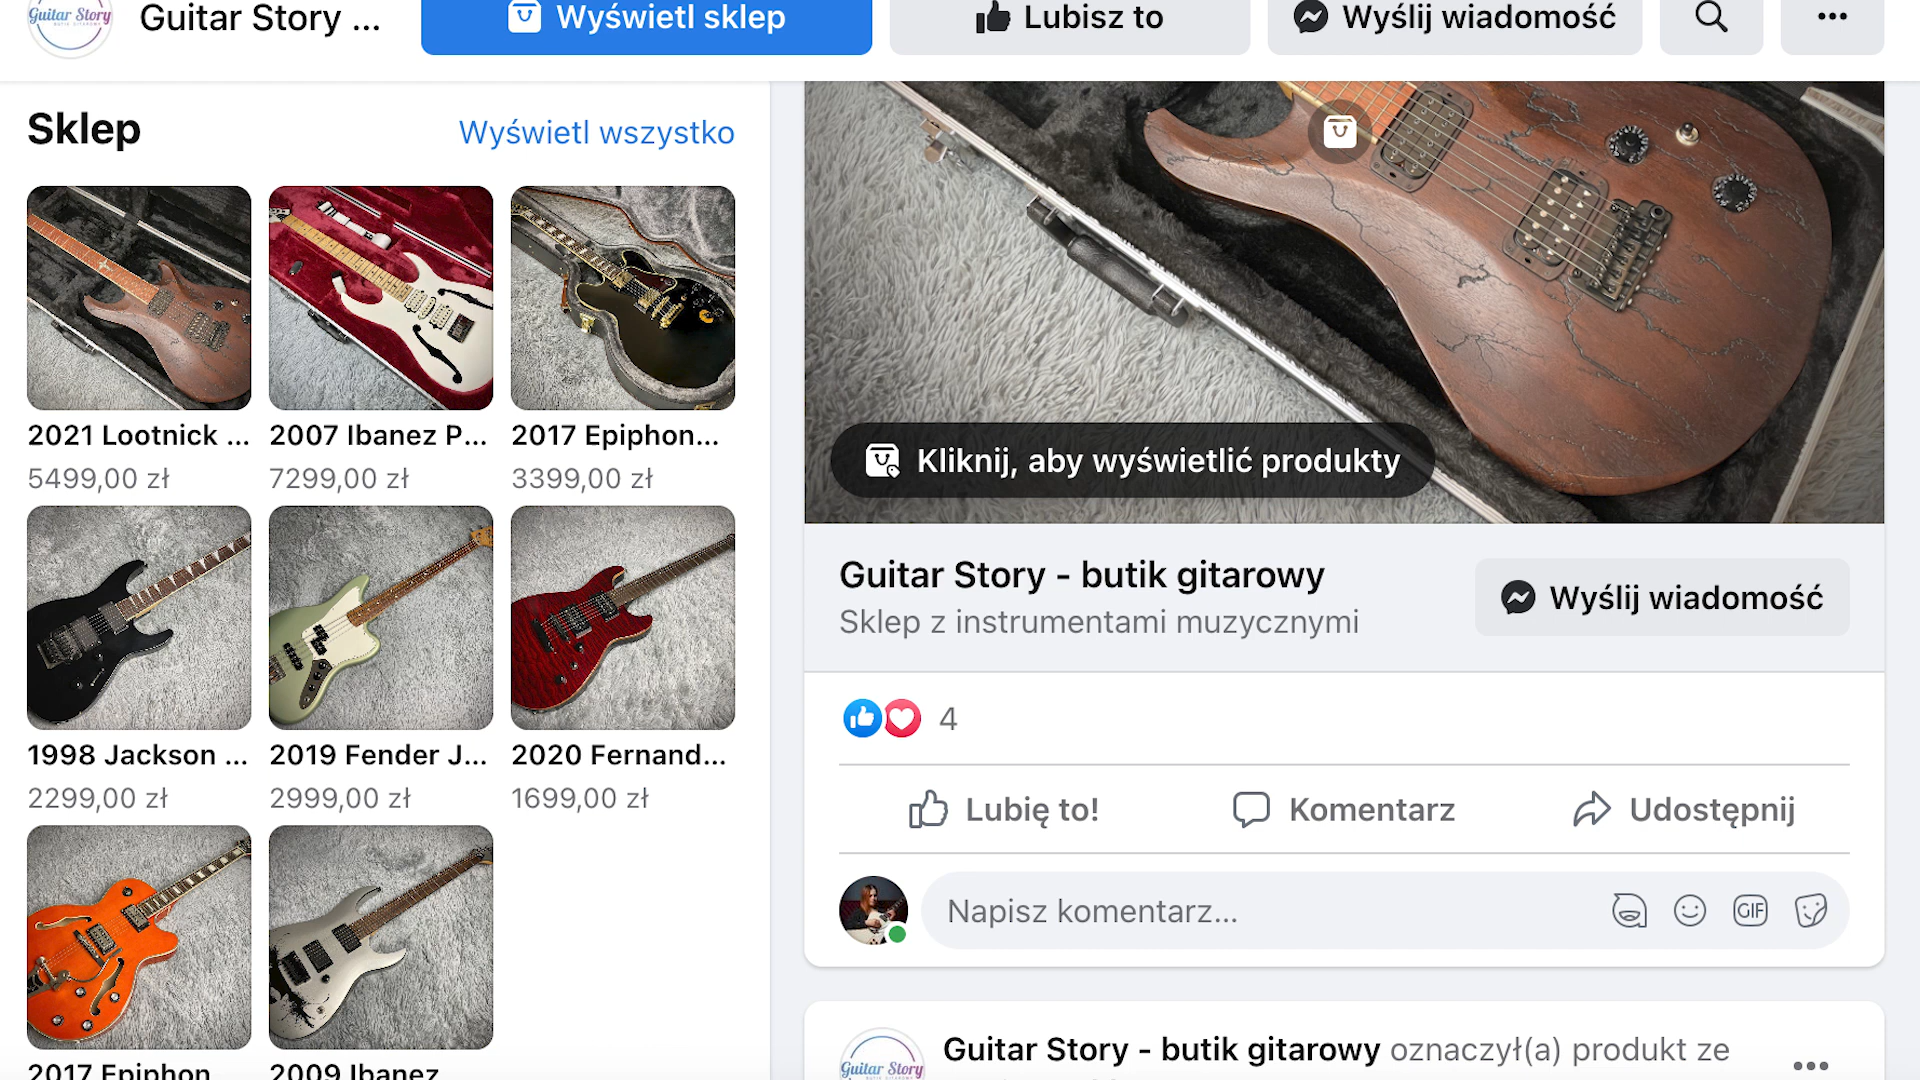 Guitar Story
Guitar Story ...
Wyświetl sklep
Lubisz to
Wyślij wiadomość
Sklep
Wyświetl wszystko
2021 Lootnick ...
5499,00 zł
2007 Ibanez P...
7299,00 zł
2017 Epiphon...
3399,00 zł
1998 Jackson ...
2299,00 zł
2019 Fender J...
2999,00 zł
2020 Fernand...
1699,00 zł
2017 Epiphon
2009 Ibanez
Kliknij, aby wyświetlić produkty
Guitar Story - butik gitarowy
Sklep z instrumentami muzycznymi
Wyślij wiadomość
4
Lubię to!
Komentarz
Udostępnij
Napisz komentarz...
GIF
Guitar Story
Guitar Story - butik gitarowy oznaczył(a) produkt ze